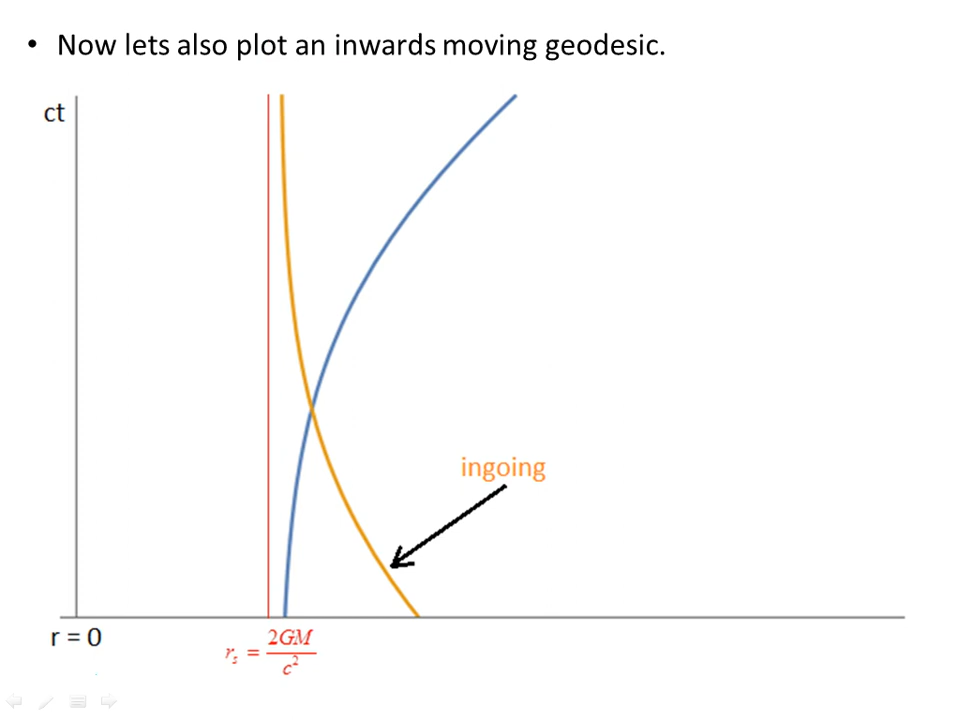 • Now lets also plot an inwards moving geodesic.
ct
ingoing
r = 0
r_s = 2GM/c²